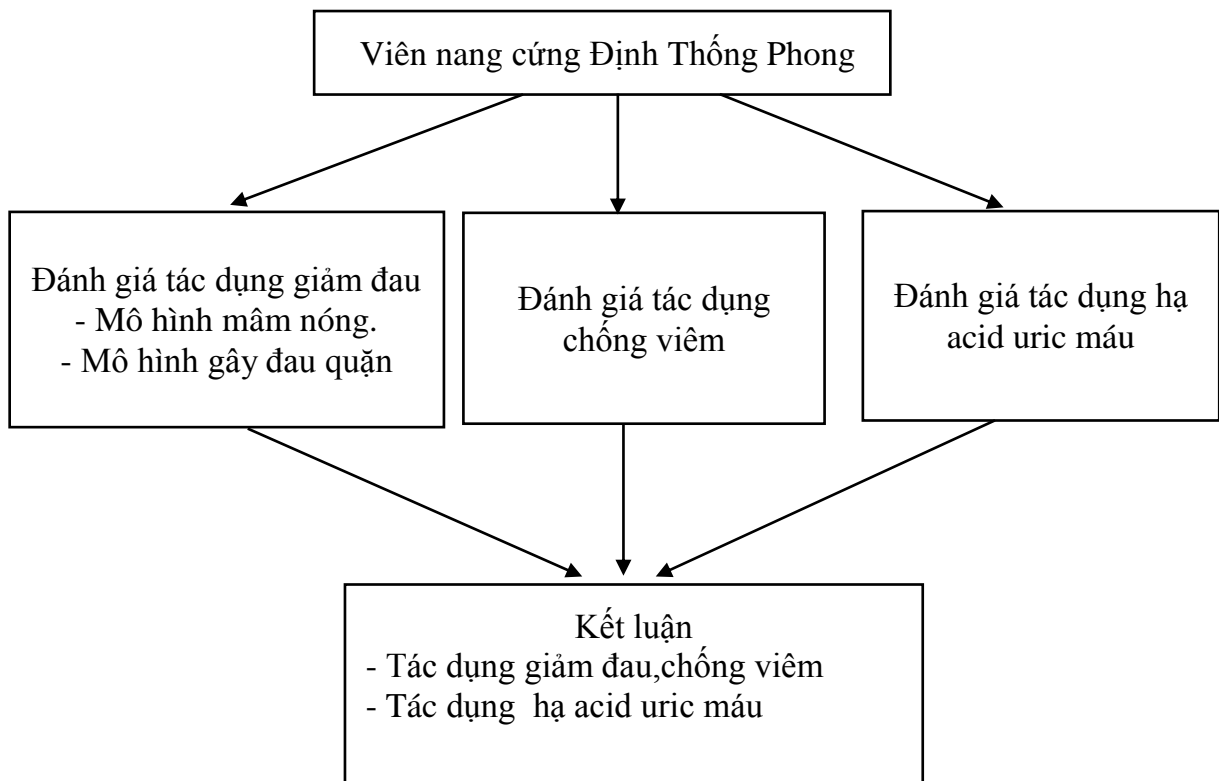 Viên nang cứng Định Thống Phong
Đánh giá tác dụng giảm đau
- Mô hình mâm nóng.
- Mô hình gây đau quặn
Đánh giá tác dụng
chống viêm
Đánh giá tác dụng hạ
acid uric máu
Kết luận
- Tác dụng giảm đau,chống viêm
- Tác dụng  hạ acid uric máu